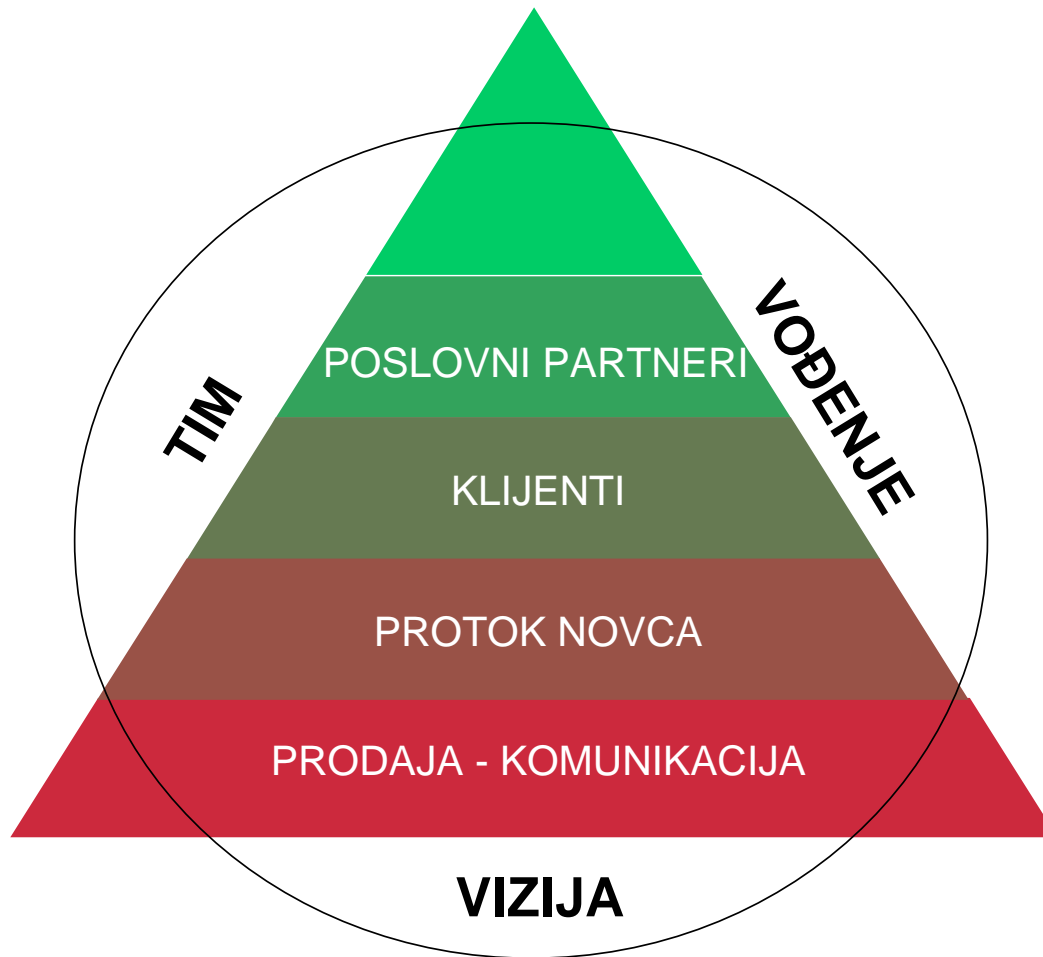 POSLOVNI PARTNERI
VOĐENJE
TIM
KLIJENTI
PROTOK NOVCA
PRODAJA - KOMUNIKACIJA
VIZIJA